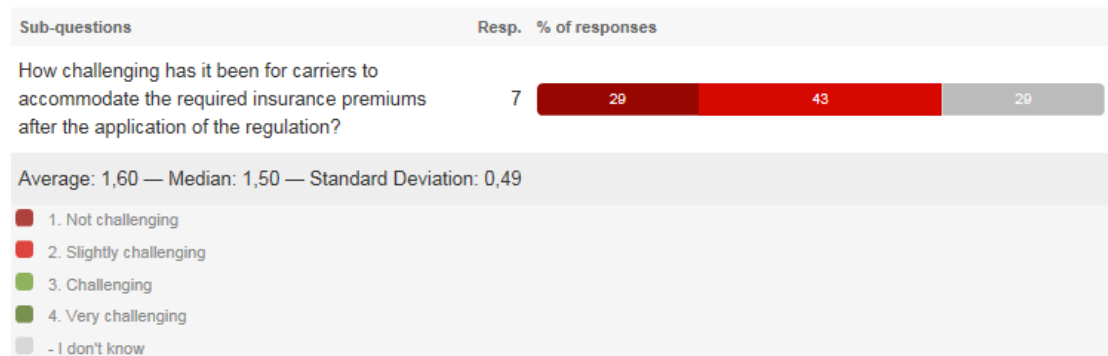 Sub-questions Resp. % of responses
How challenging has it been for carriers to
accommodate the required insurance premiums
after the application of the regulation?
7 29 43 29
Average: 1,60 — Median: 1,50 — Standard Deviation: 0,49
1. Not challenging
2. Slightly challenging
3. Challenging
4. Very challenging
- I don't know